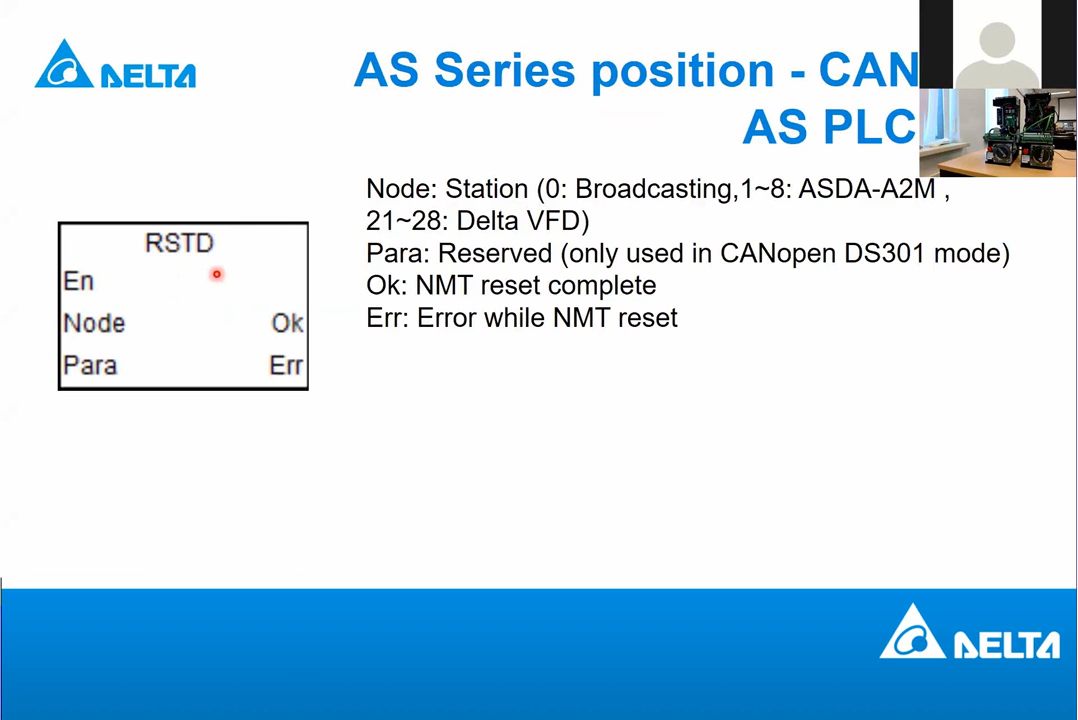 DELTA
AS Series position - CAN
AS PLC
Node: Station (0: Broadcasting,1~8: ASDA-A2M ,
21~28: Delta VFD)
Para: Reserved (only used in CANopen DS301 mode)
Ok: NMT reset complete
Err: Error while NMT reset
RSTD
En
Node Ok
Para Err
DELTA